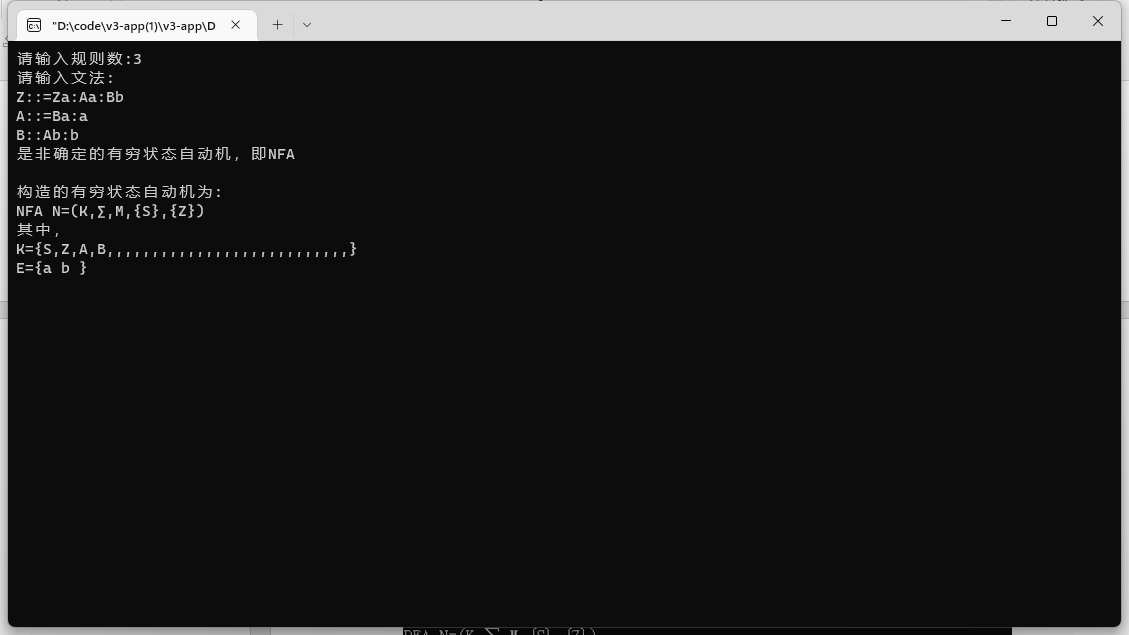 "D:\code\v3-app(1)\v3-app\D
请输入规则数:3
请输入文法:
Z::=Za:Aa:Bb
A::=Ba:a
B::Ab:b
是非确定的有穷状态自动机, 即NFA
构造的有穷状态自动机为:
NFA N=(K,∑,M,{S},{Z})
其中,
K={S,Z,A,B,,,,,,,,,,,,,,,,,,,,,,,,,,,}
E={a b }
DFA N=(K,∑,M,{S},{Z})